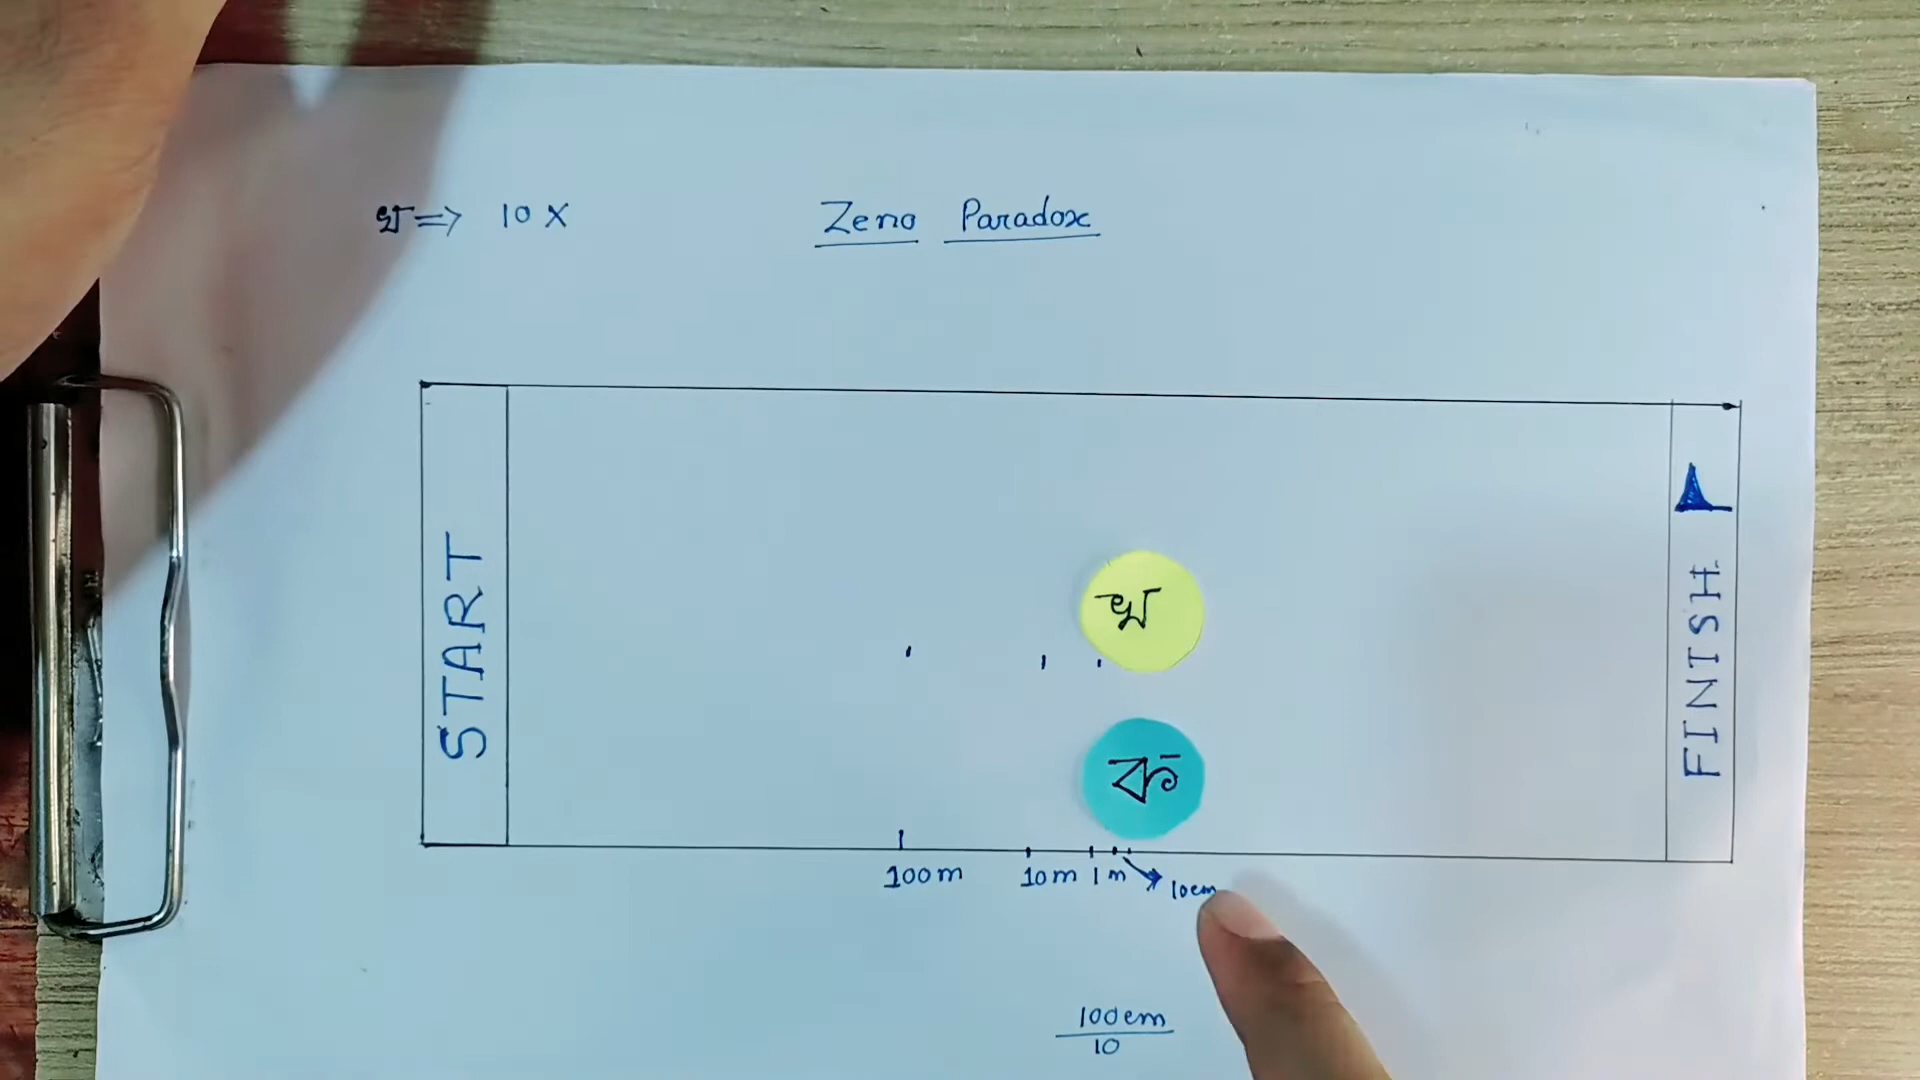 খ => 10 X
Zeno Paradox
START
খ
ক
FINISH
100m 10m 1m 10cm
100cm
10